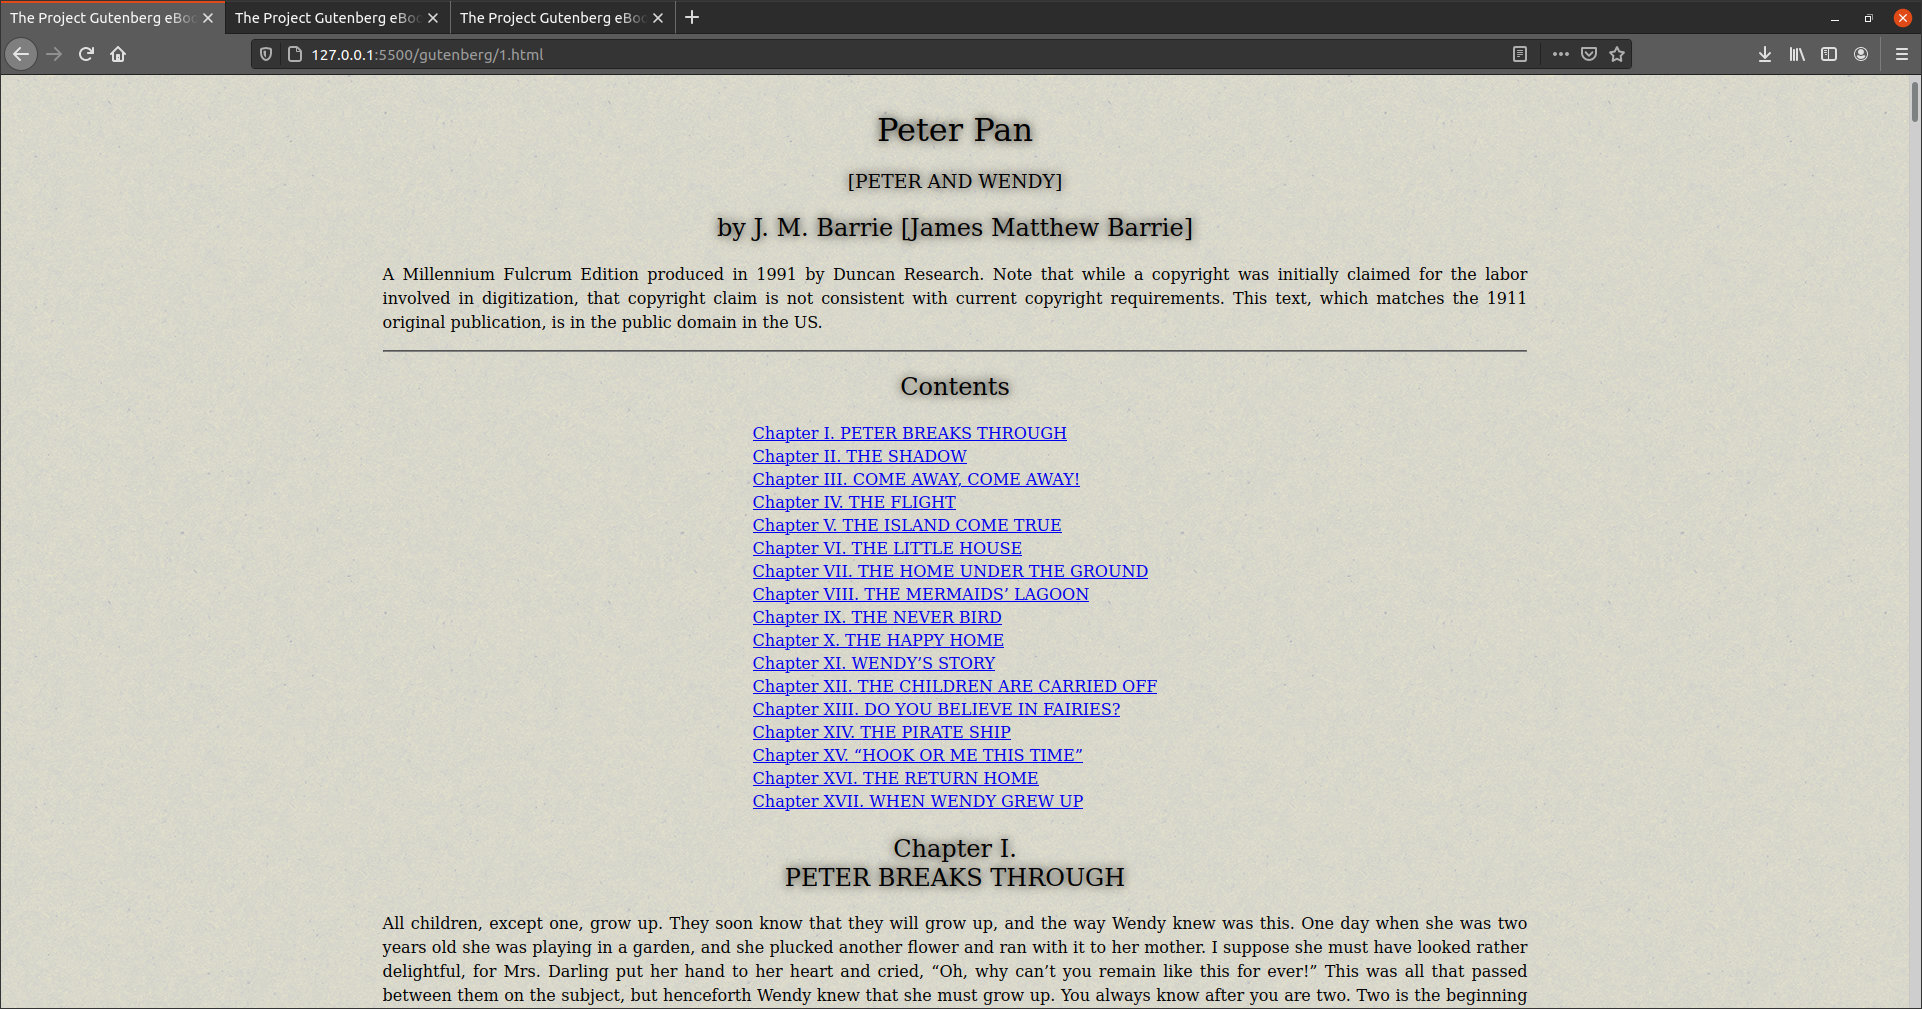 The Project Gutenberg eBoo
The Project Gutenberg eBoo
The Project Gutenberg eBoo
127.0.0.1:5500/gutenberg/1.html
Peter Pan
[PETER AND WENDY]
by J. M. Barrie [James Matthew Barrie]
A Millennium Fulcrum Edition produced in 1991 by Duncan Research. Note that while a copyright was initially claimed for the labor
involved in digitization, that copyright claim is not consistent with current copyright requirements. This text, which matches the 1911
original publication, is in the public domain in the US.
Contents
Chapter I. PETER BREAKS THROUGH
Chapter II. THE SHADOW
Chapter III. COME AWAY, COME AWAY!
Chapter IV. THE FLIGHT
Chapter V. THE ISLAND COME TRUE
Chapter VI. THE LITTLE HOUSE
Chapter VII. THE HOME UNDER THE GROUND
Chapter VIII. THE MERMAIDS’ LAGOON
Chapter IX. THE NEVER BIRD
Chapter X. THE HAPPY HOME
Chapter XI. WENDY’S STORY
Chapter XII. THE CHILDREN ARE CARRIED OFF
Chapter XIII. DO YOU BELIEVE IN FAIRIES?
Chapter XIV. THE PIRATE SHIP
Chapter XV. “HOOK OR ME THIS TIME”
Chapter XVI. THE RETURN HOME
Chapter XVII. WHEN WENDY GREW UP
Chapter I.
PETER BREAKS THROUGH
All children, except one, grow up. They soon know that they will grow up, and the way Wendy knew was this. One day when she was two
years old she was playing in a garden, and she plucked another flower and ran with it to her mother. I suppose she must have looked rather
delightful, for Mrs. Darling put her hand to her heart and cried, “Oh, why can’t you remain like this for ever!” This was all that passed
between them on the subject, but henceforth Wendy knew that she must grow up. You always know after you are two. Two is the beginning